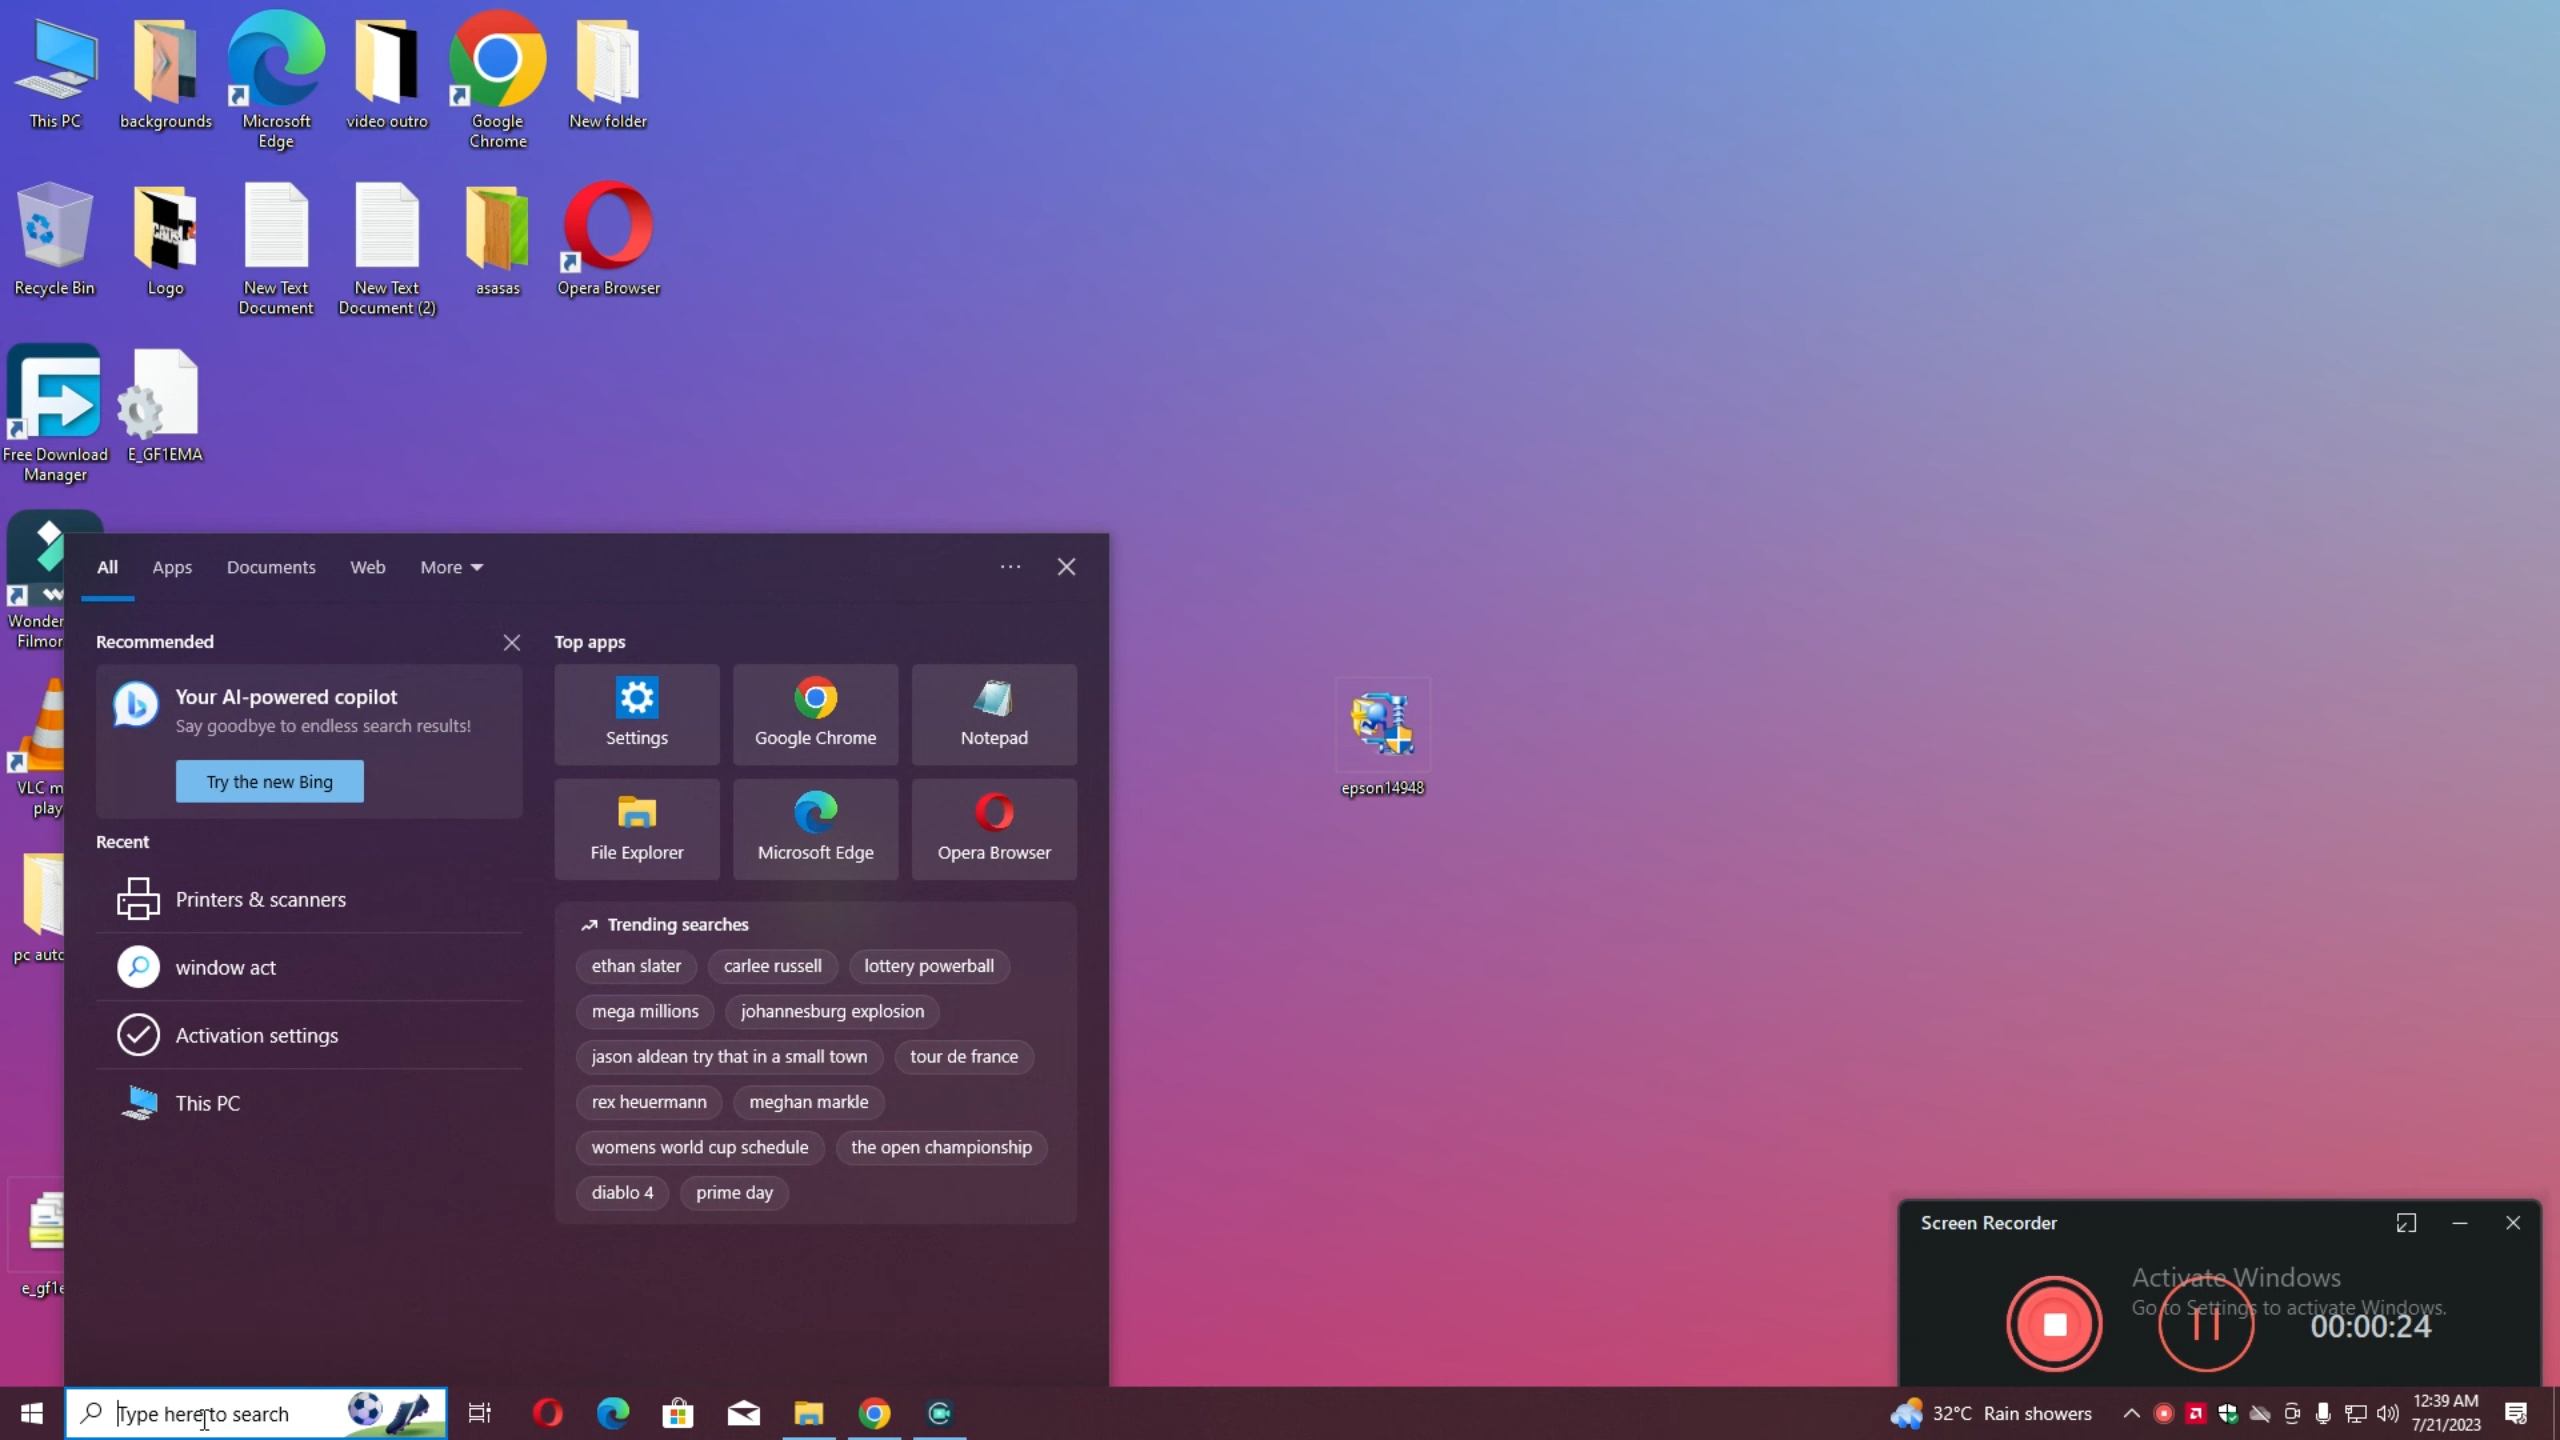 This PC
backgrounds
Microsoft
Edge
video outro
Google
Chrome
New folder
Recycle Bin
Logo
New Text
Document
New Text
Document (2)
asasas
Opera Browser
Free Download
Manager
E_GF1EMA
Wonder
Filmor
VLC m
play
pc auto
e_gf1e
All
Apps
Documents
Web
More
Recommended
Your AI-powered copilot
Say goodbye to endless search results!
Try the new Bing
Recent
Printers & scanners
window act
Activation settings
This PC
Top apps
Settings
Google Chrome
Notepad
File Explorer
Microsoft Edge
Opera Browser
Trending searches
ethan slater
carlee russell
lottery powerball
mega millions
johannesburg explosion
jason aldean try that in a small town
tour de france
rex heuermann
meghan markle
womens world cup schedule
the open championship
diablo 4
prime day
epson14948
Screen Recorder
Activate Windows
Go to Settings to activate Windows.
00:00:24
Type here to search
32°C Rain showers
12:39 AM
7/21/2023